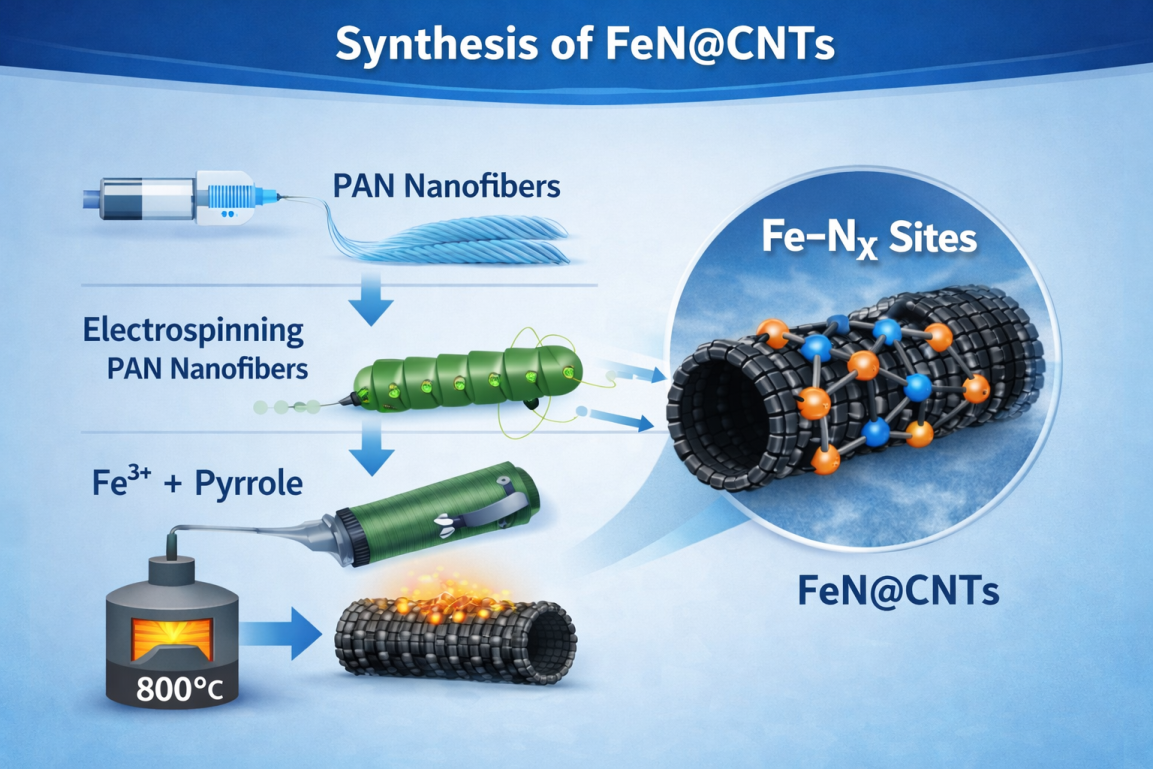 Synthesis of FeN@CNTs
PAN Nanofibers
Electrospinning
PAN Nanofibers
Fe³⁺ + Pyrrole
800°C
Fe–Nₓ Sites
FeN@CNTs